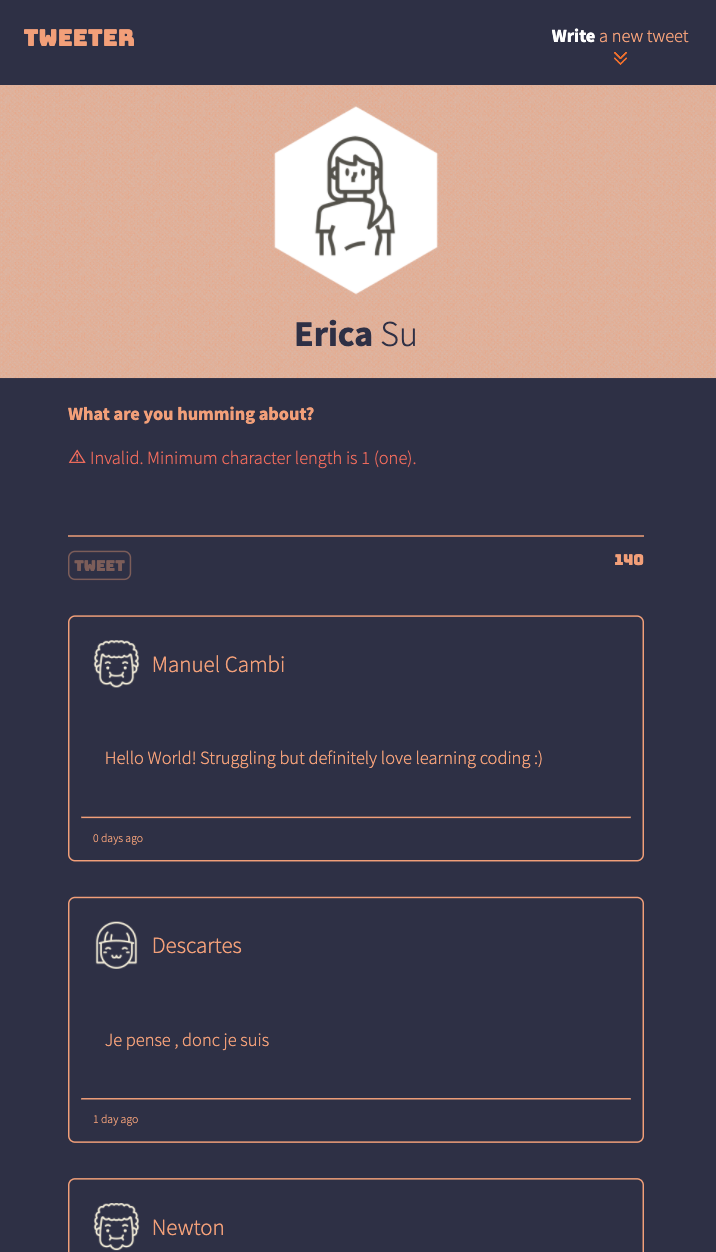 TWEETER
Write a new tweet
Erica Su
What are you humming about?
Invalid. Minimum character length is 1 (one).
TWEET
140
Manuel Cambi
Hello World! Struggling but definitely love learning coding :)
0 days ago
Descartes
Je pense , donc je suis
1 day ago
Newton